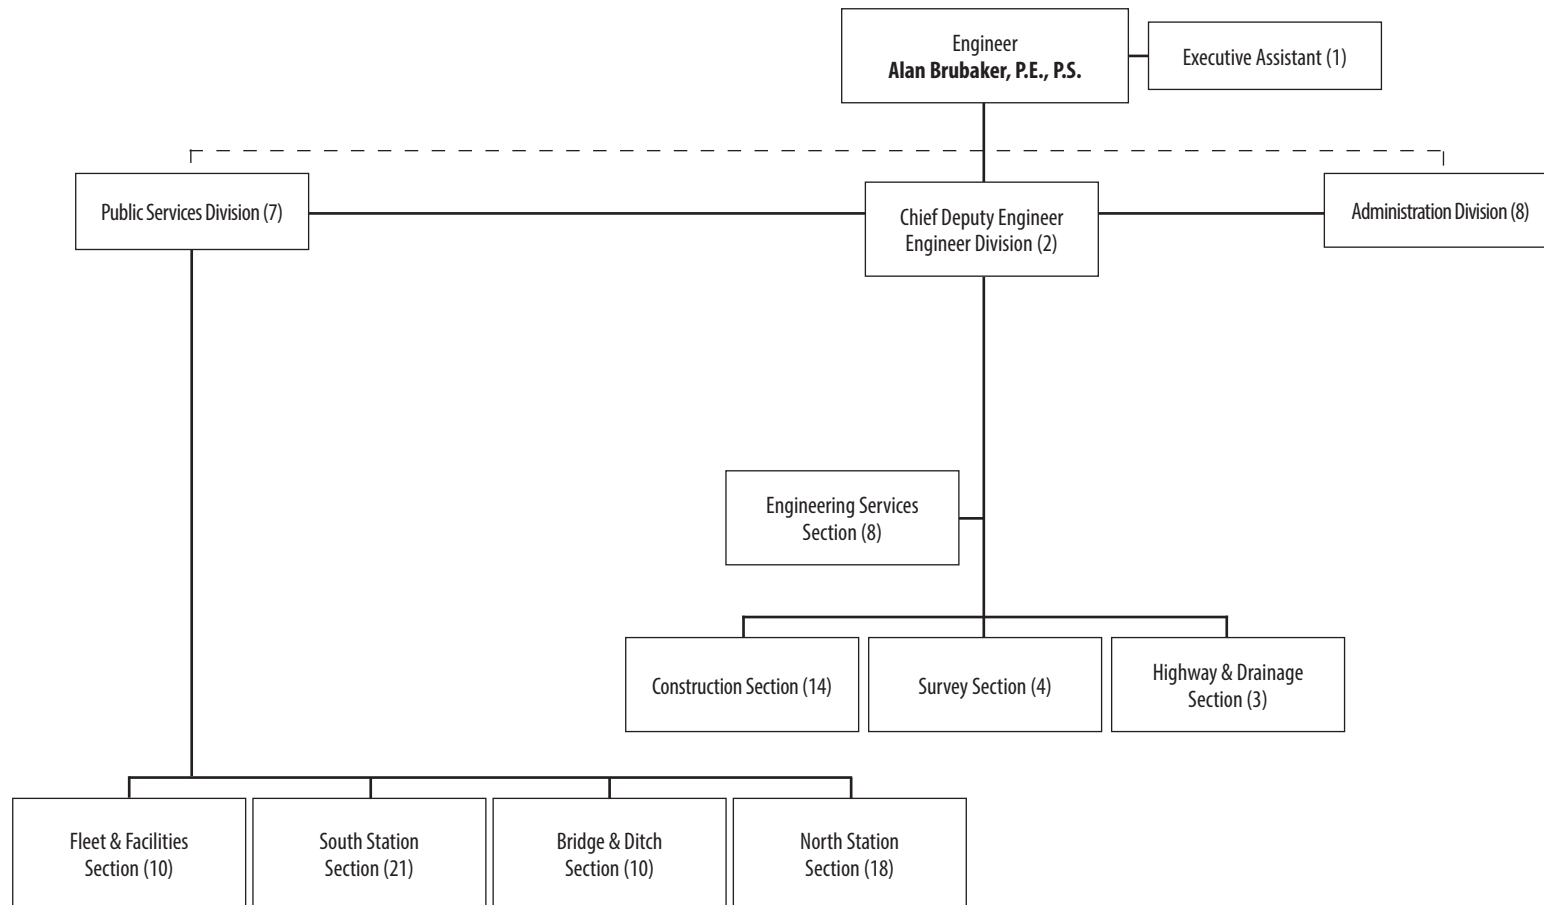 Engineer
Alan Brubaker, P.E., P.S.
Executive Assistant (1)
Public Services Division (7)
Chief Deputy Engineer
Engineer Division (2)
Administration Division (8)
Engineering Services
Section (8)
Construction Section (14)
Survey Section (4)
Highway & Drainage
Section (3)
Fleet & Facilities
Section (10)
South Station
Section (21)
Bridge & Ditch
Section (10)
North Station
Section (18)